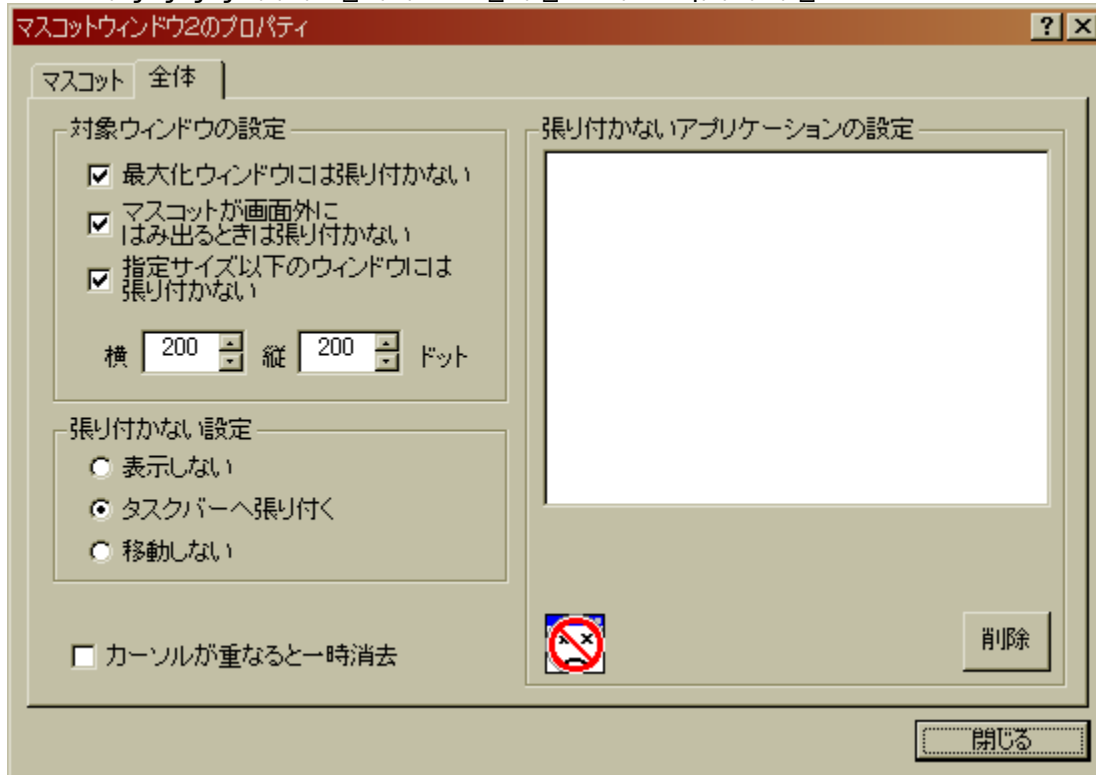 マスコットウィンドウ2のプロパティ
マスコット
全体
対象ウィンドウの設定
最大化ウィンドウには張り付かない
マスコットが画面外に
はみ出るときは張り付かない
指定サイズ以下のウィンドウには
張り付かない
横 200 縦 200 ドット
張り付かない設定
表示しない
タスクバーへ張り付く
移動しない
カーソルが重なると一時消去
張り付かないアプリケーションの設定
削除
閉じる